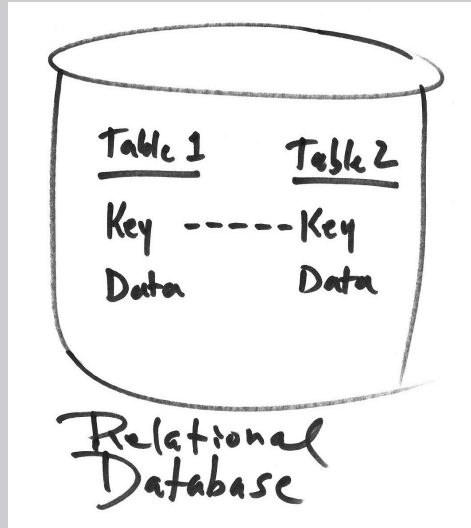 Table 1 Table 2
Key ----- Key
Data Data
Relational
Database